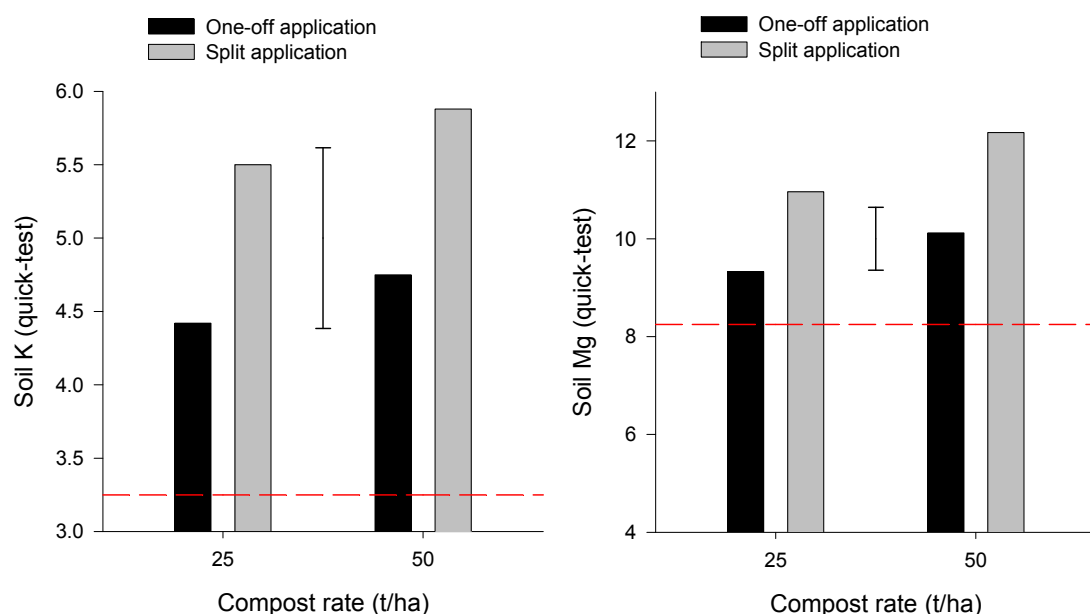 One-off application
Split application
6.0
5.5
5.0
4.5
4.0
3.5
3.0
Soil K (quick-test)
25
50
Compost rate (t/ha)
One-off application
Split application
12
10
8
6
4
Soil Mg (quick-test)
25
50
Compost rate (t/ha)